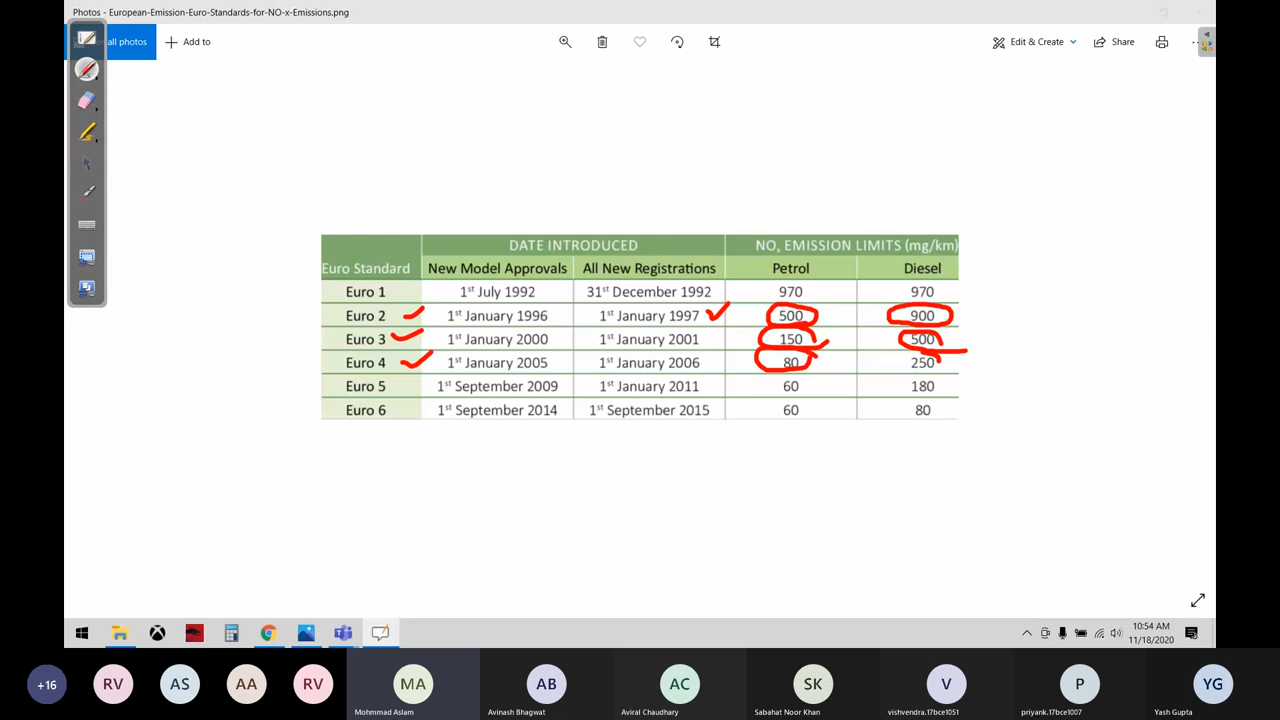 Photos - European-Emission-Euro-Standards-for-NO-x-Emissions.png
all photos
Add to
Edit & Create
Share
DATE INTRODUCED NOx EMISSION LIMITS (mg/km)
Euro Standard New Model Approvals All New Registrations Petrol Diesel
Euro 1 1st July 1992 31st December 1992 970 970
Euro 2 1st January 1996 1st January 1997 500 900
Euro 3 1st January 2000 1st January 2001 150 500
Euro 4 1st January 2005 1st January 2006 80 250
Euro 5 1st September 2009 1st January 2011 60 180
Euro 6 1st September 2014 1st September 2015 60 80
10:54 AM
11/18/2020
+16 RV AS AA RV MA AB AC SK V P YG
Mohmmad Aslam Avinash Bhagwat Aviral Chaudhary Sabahat Noor Khan vishvendra.17bce1051 priyank.17bce1007 Yash Gupta